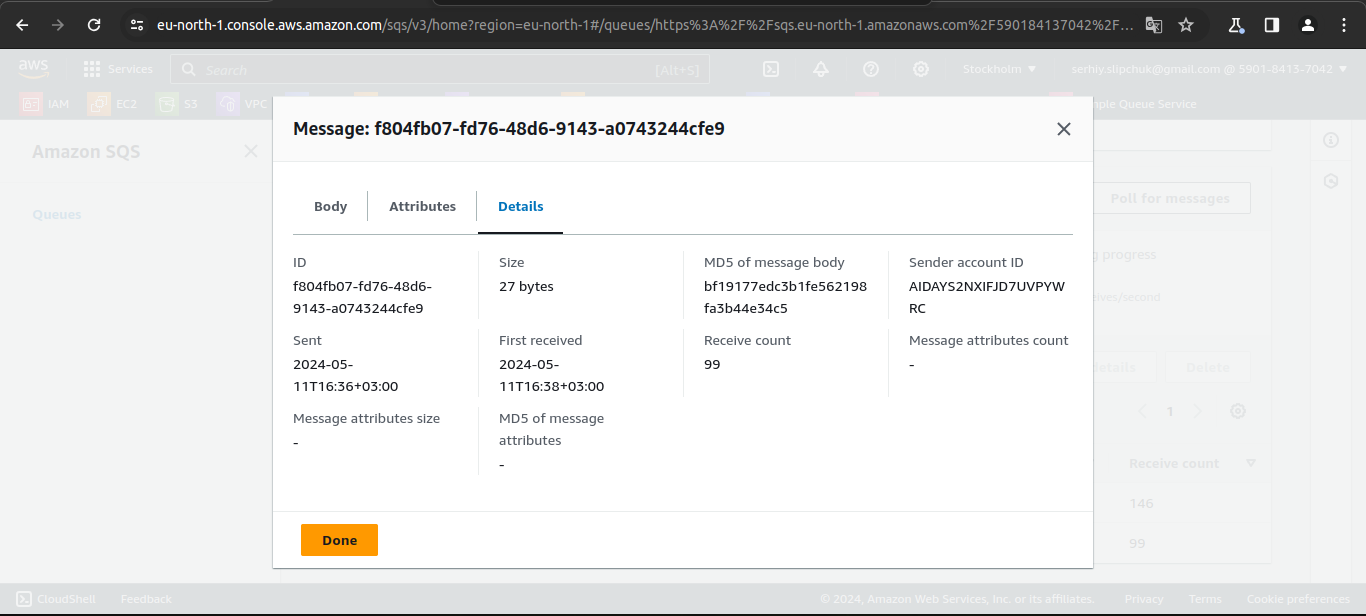 eu-north-1.console.aws.amazon.com/sqs/v3/home?region=eu-north-1#/queues/https%3A%2F%2Fsqs.eu-north-1.amazonaws.com%2F590184137042%2F...
aws
Services
Search
[Alt+S]
Stockholm
serhiy.slipchuk@gmail.com @ 5901-8413-7042
IAM
EC2
S3
VPC
Queue Service
Message: f804fb07-fd76-48d6-9143-a0743244cfe9
Amazon SQS
Queues
Poll for messages
Body
Attributes
Details
progress
ID
Size
MD5 of message body
Sender account ID
f804fb07-fd76-48d6-
27 bytes
bf19177edc3b1fe562198
AIDAYS2NXIFJD7UVPYW
9143-a0743244cfe9
fa3b44e34c5
RC
Sent
First received
Receive count
Message attributes count
2024-05-
2024-05-
99
-
11T16:36+03:00
11T16:38+03:00
Delete
Message attributes size
MD5 of message
1
-
attributes
-
Receive count
146
99
Done
CloudShell
Feedback
© 2024, Amazon Web Services, Inc. or its affiliates.
Privacy
Terms
Cookie preferences